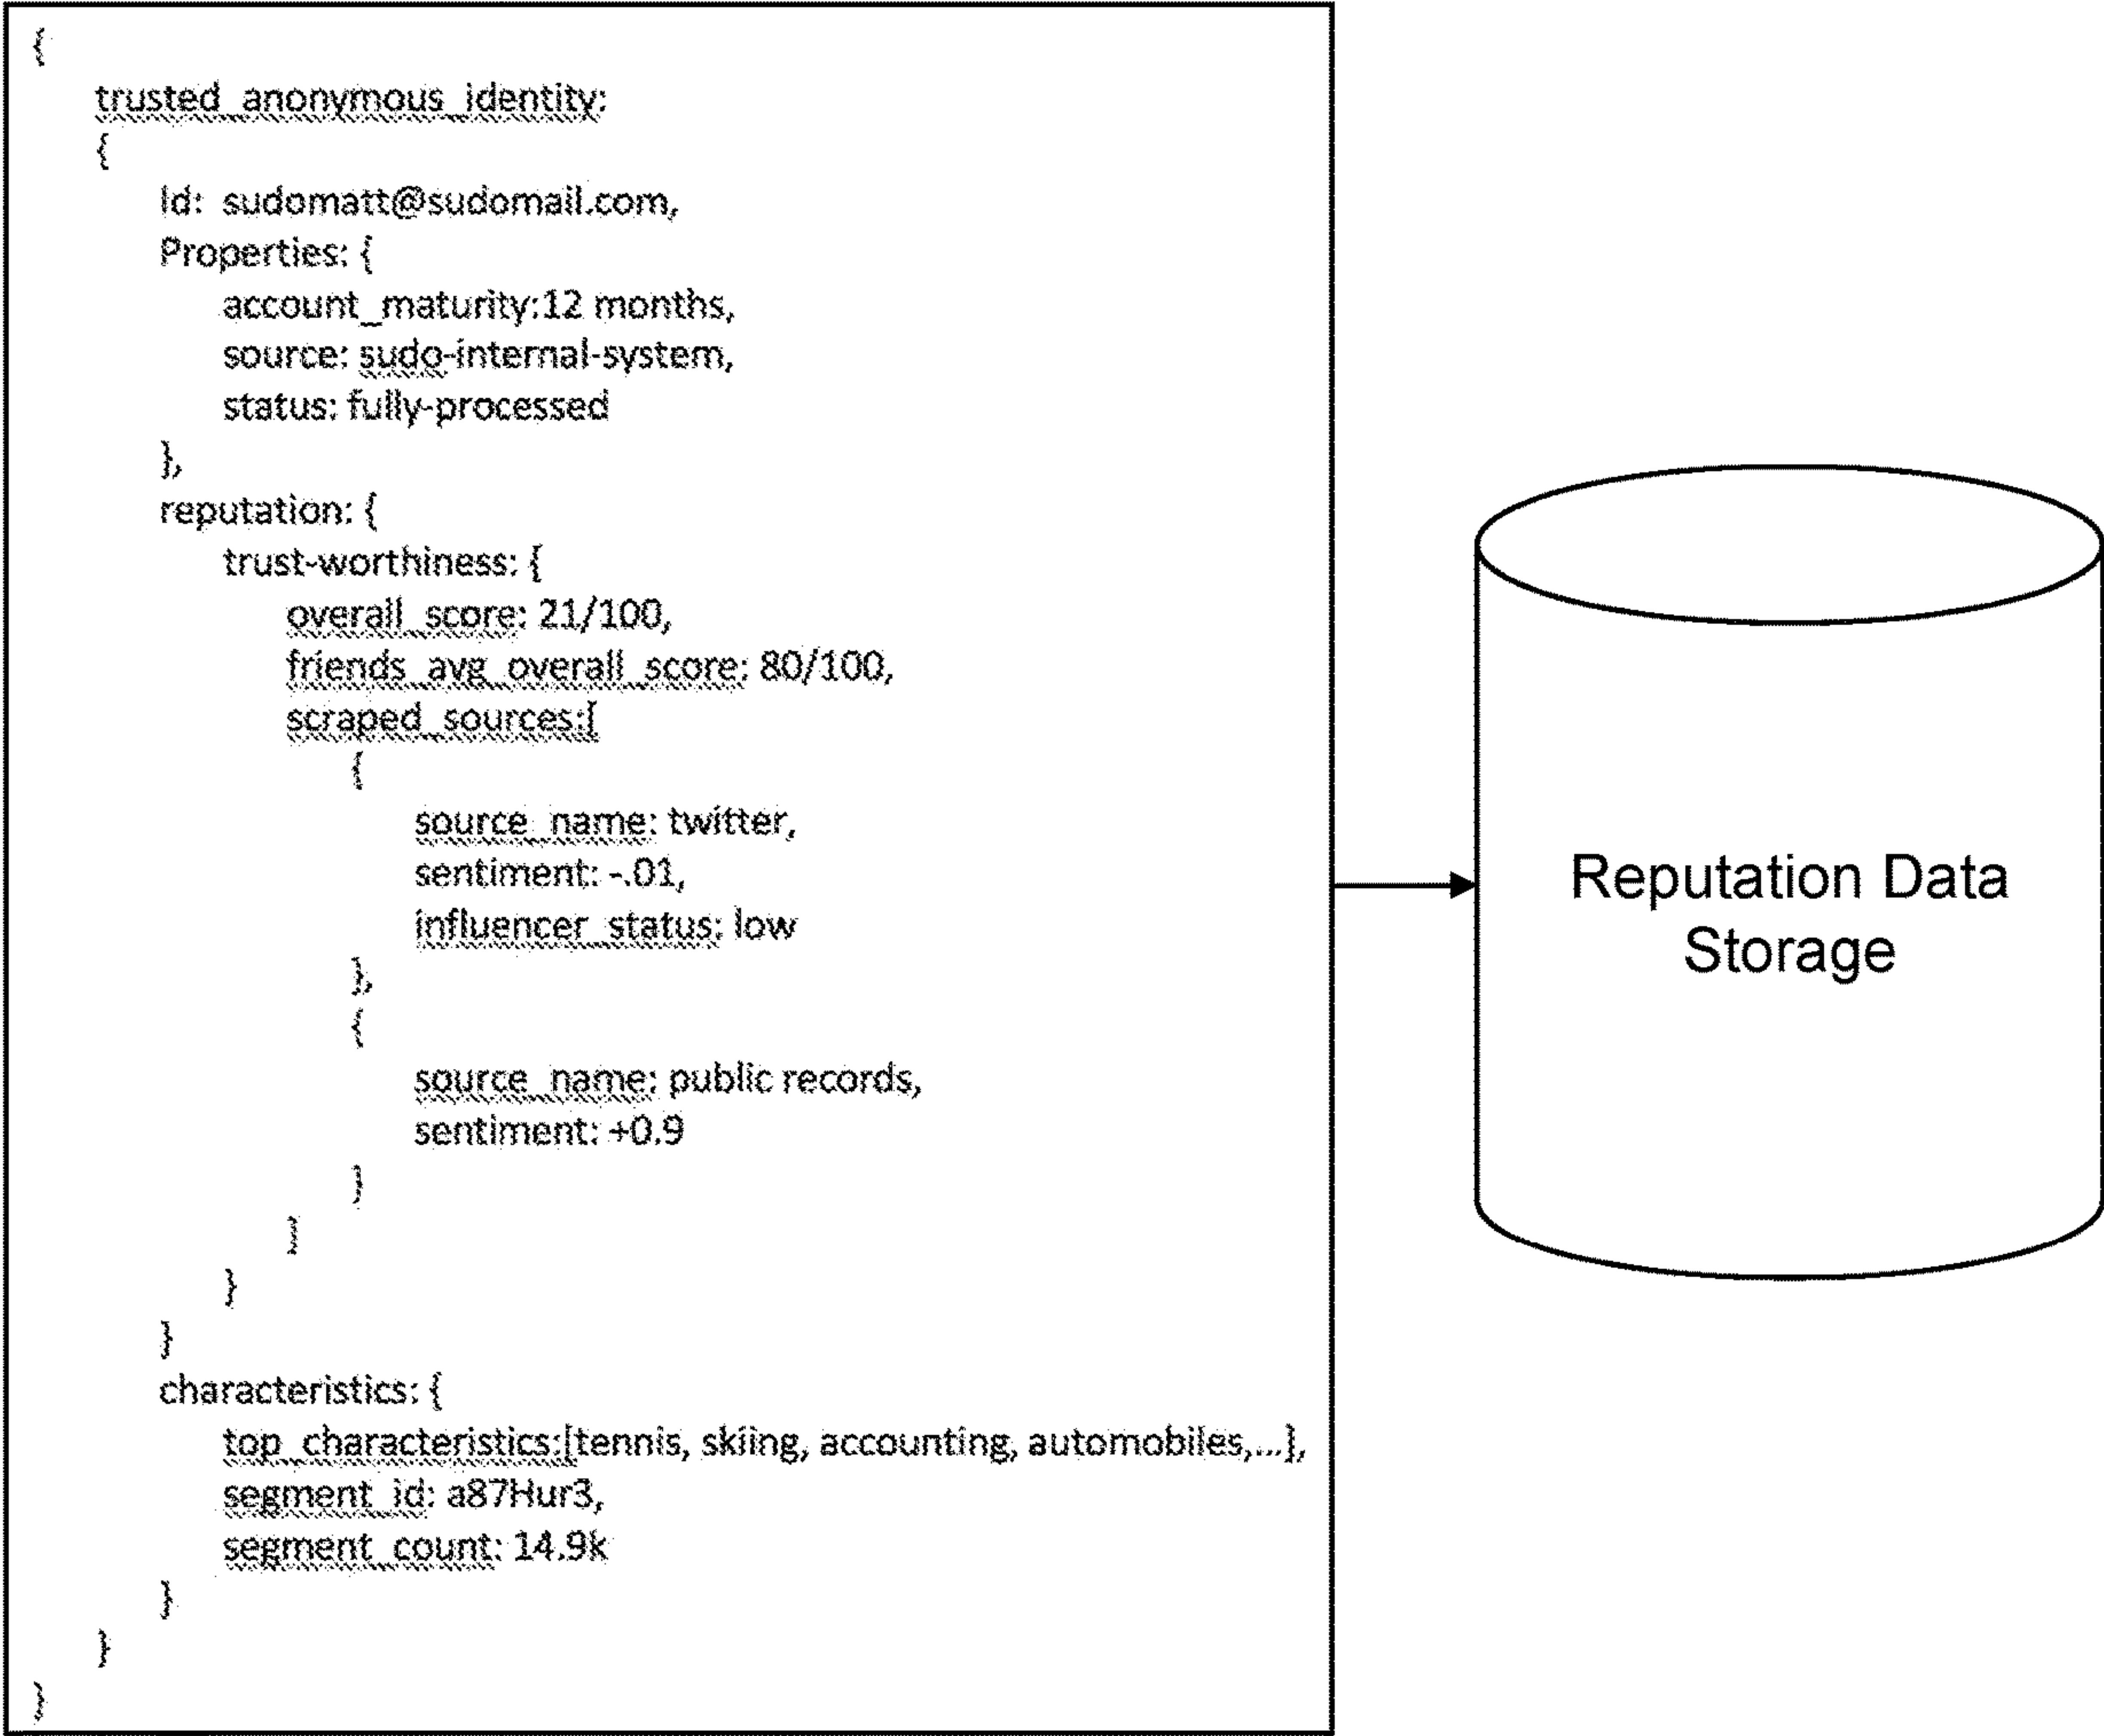 {
trusted_anonymous_identity:
{
Id: sudomatt@sudomail.com,
Properties: {
account_maturity:12 months,
source: sudo-internal-system,
status: fully-processed
},
reputation: {
trust-worthiness: {
overall_score: 21/100,
friends_avg_overall_score: 80/100,
scraped_sources:[
{
source_name: twitter,
sentiment: -.01,
influencer_status: low
},
{
source_name: public records,
sentiment: +0.9
}
]
}
}
characteristics: {
top_characteristics:[tennis, skiing, accounting, automobiles,...],
segment_id: a87Hur3,
segment_count: 14.9k
}
}
}
Reputation Data
Storage